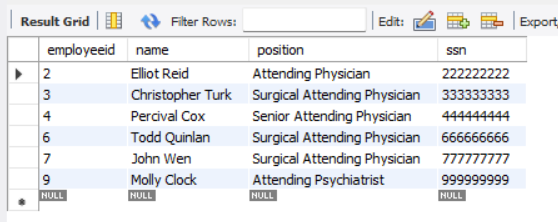 Result Grid Filter Rows: Edit: Export
employeeid name position ssn
2 Elliot Reid Attending Physician 222222222
3 Christopher Turk Surgical Attending Physician 333333333
4 Percival Cox Senior Attending Physician 444444444
6 Todd Quinlan Surgical Attending Physician 666666666
7 John Wen Surgical Attending Physician 777777777
9 Molly Clock Attending Psychiatrist 999999999
NULL NULL NULL NULL